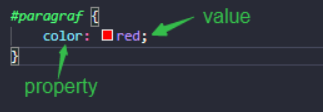 #paragraf {
value
color: red;
}
property